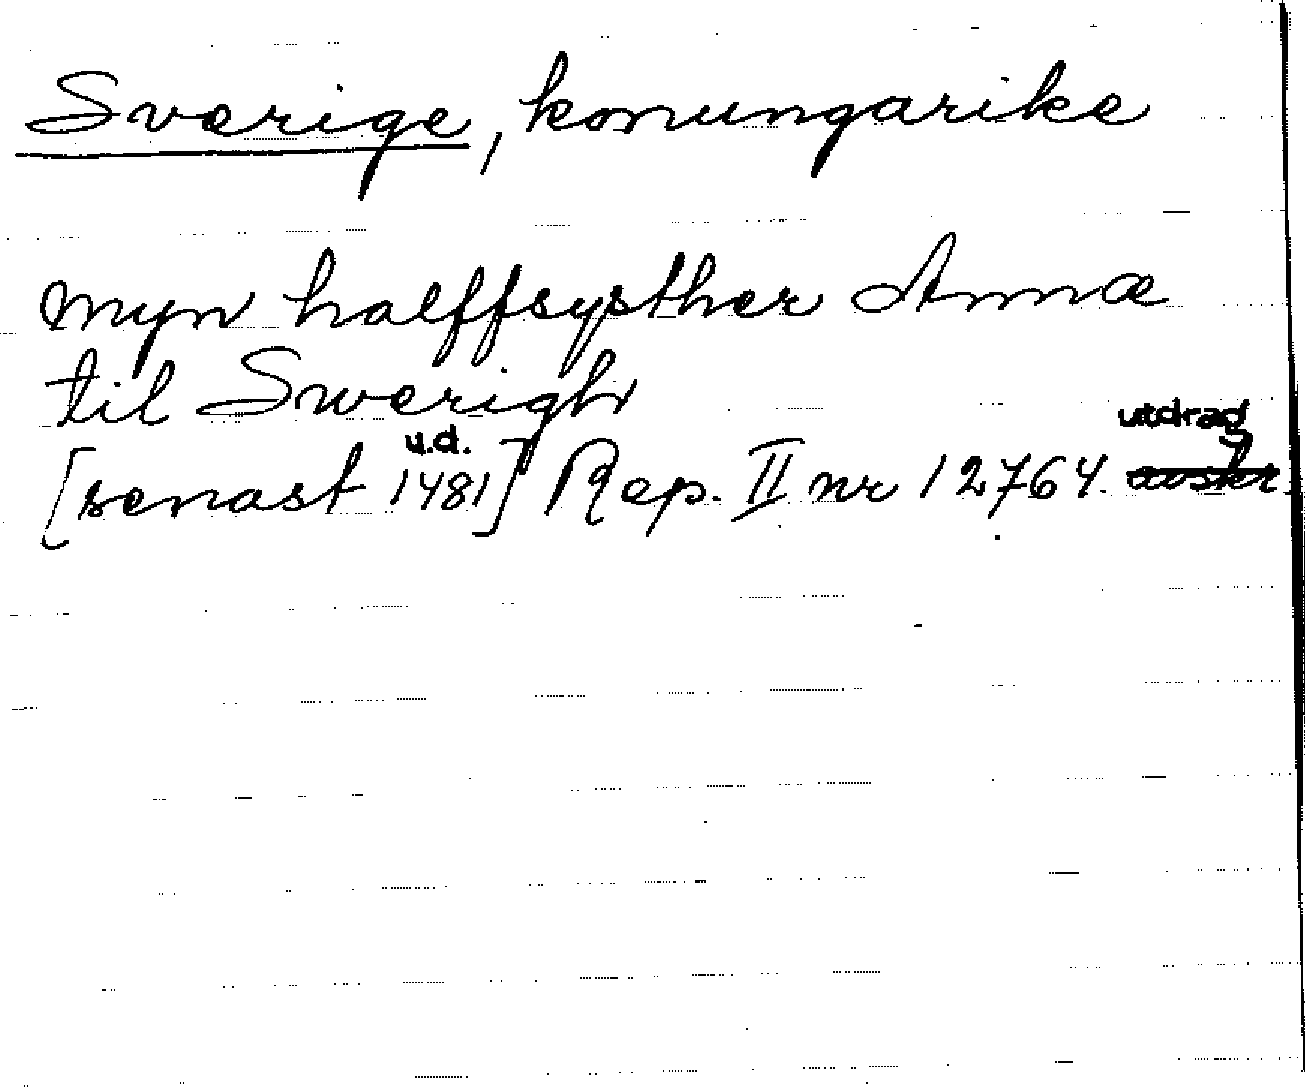 Sverige, konungarike
myn halffsysther Anna
til Swerigh
[senast u.d. 1481] Rep. II nr 12764. utdrag